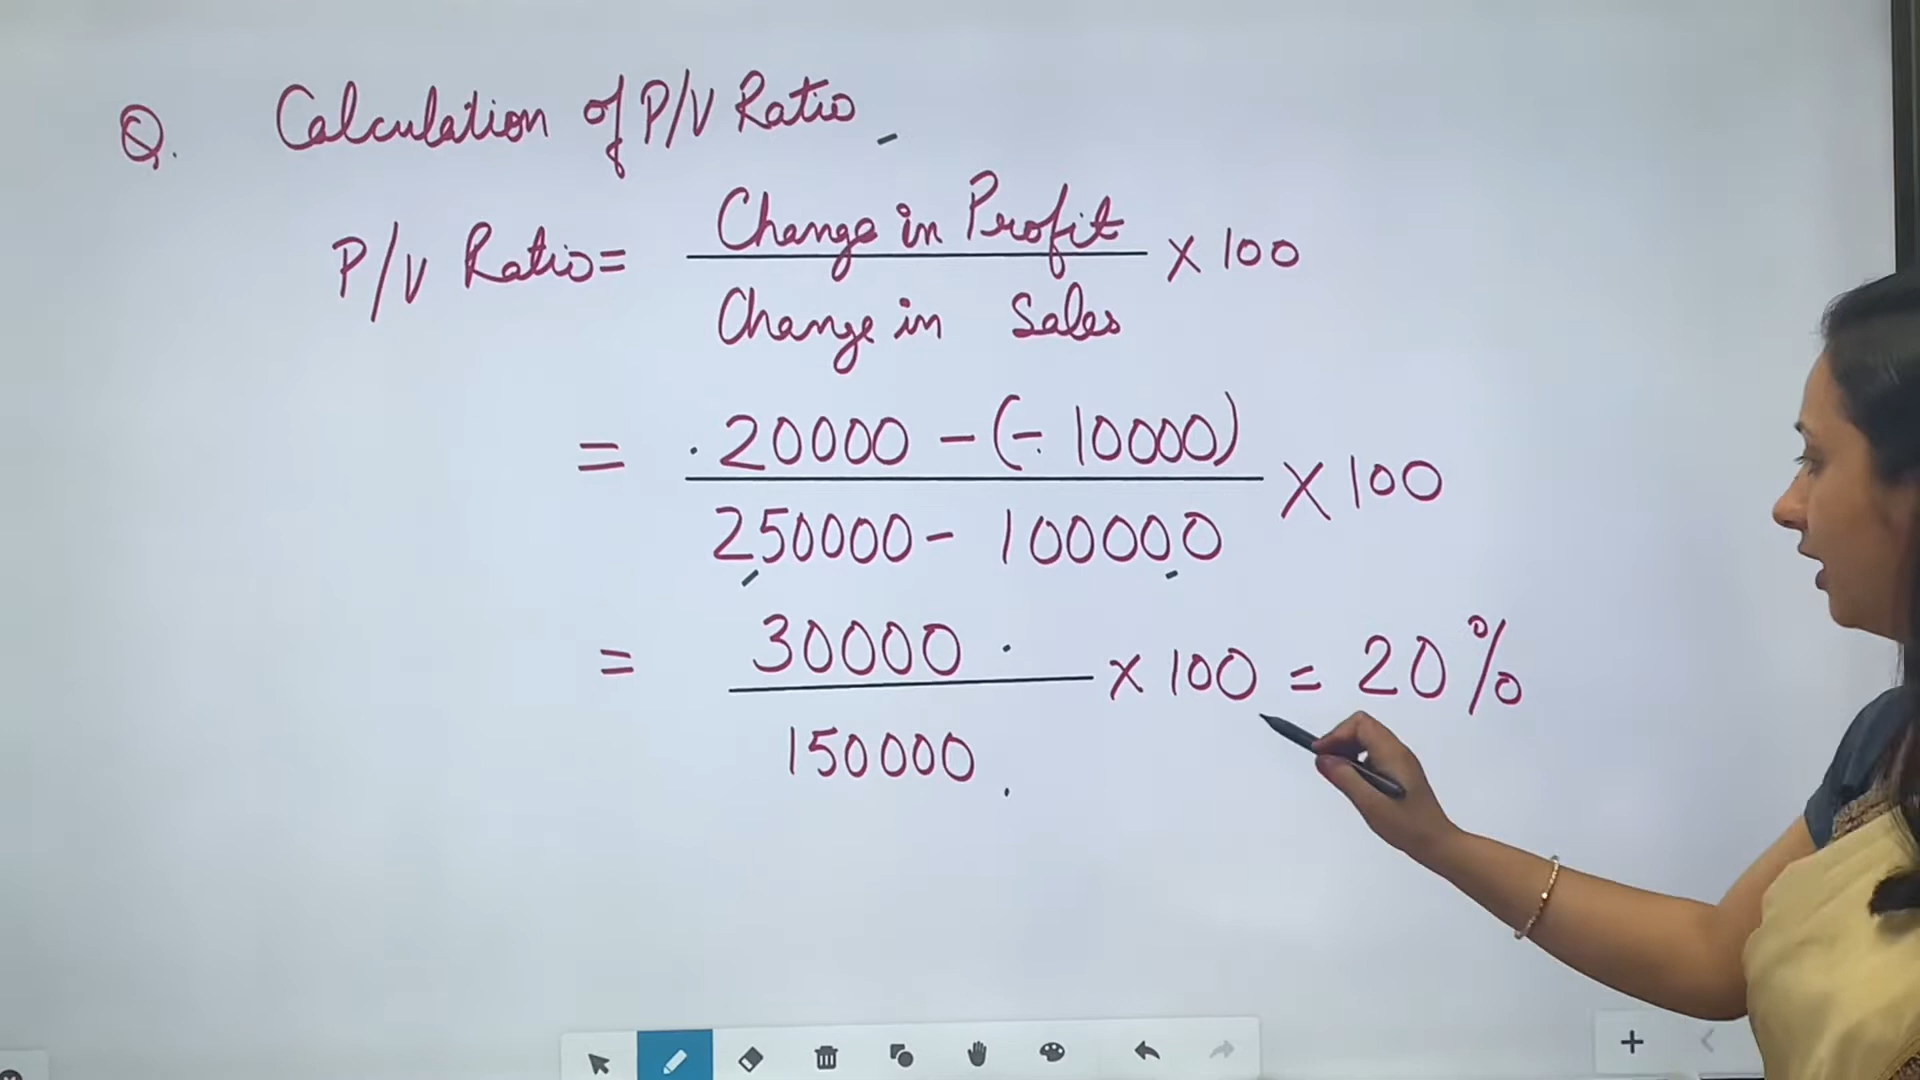 Q. Calculation of P/V Ratio
P/V Ratio = Change in Profit / Change in Sales X 100
= 20000 - (- 10000) / 250000 - 100000 X 100
= 30000 / 150000 X 100 = 20%